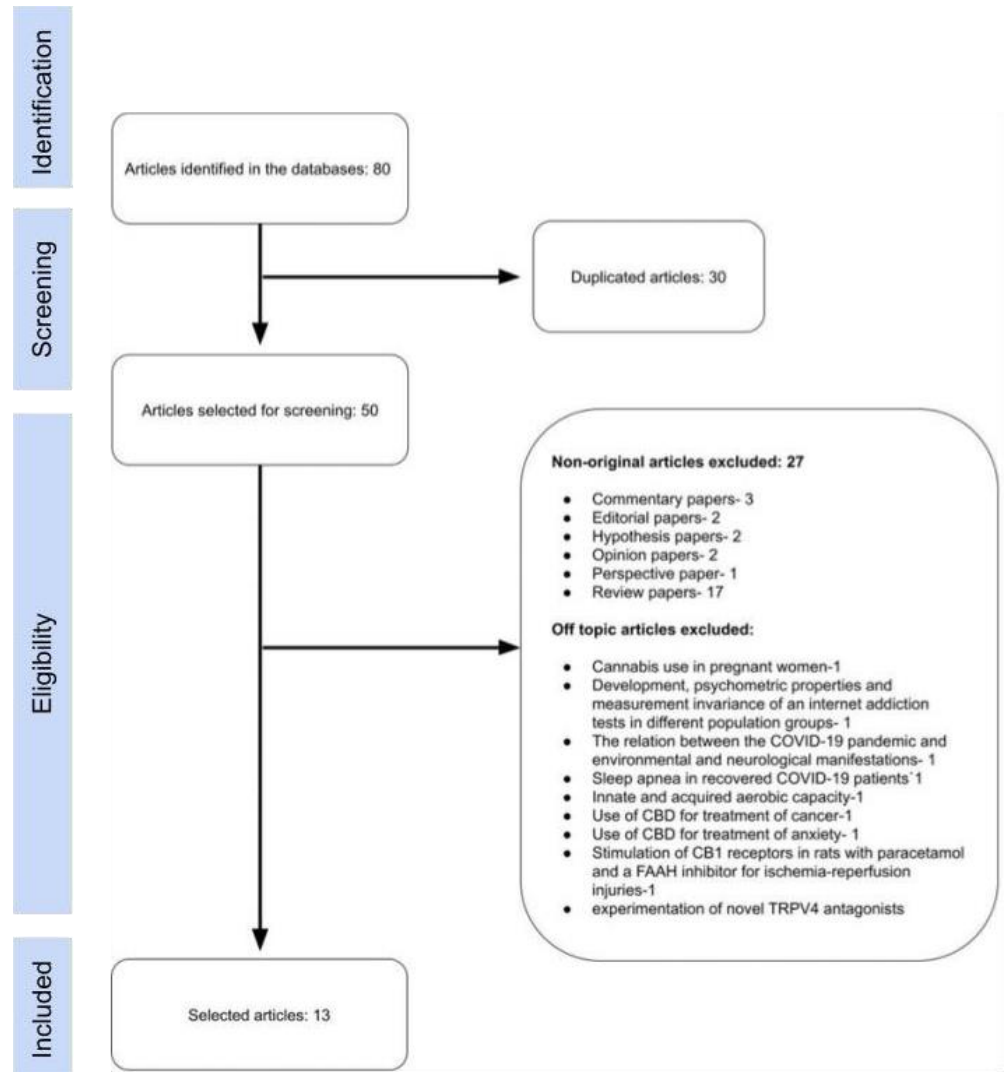 Identification
Articles identified in the databases: 80
Screening
Duplicated articles: 30
Articles selected for screening: 50
Eligibility
Non-original articles excluded: 27
● Commentary papers- 3
● Editorial papers- 2
● Hypothesis papers- 2
● Opinion papers- 2
● Perspective paper- 1
● Review papers- 17
Off topic articles excluded:
● Cannabis use in pregnant women-1
● Development, psychometric properties and
measurement invariance of an internet addiction
tests in different population groups- 1
● The relation between the COVID-19 pandemic and
environmental and neurological manifestations- 1
● Sleep apnea in recovered COVID-19 patients´1
● Innate and acquired aerobic capacity-1
● Use of CBD for treatment of cancer-1
● Use of CBD for treatment of anxiety- 1
● Stimulation of CB1 receptors in rats with paracetamol
and a FAAH inhibitor for ischemia-reperfusion
injuries-1
● experimentation of novel TRPV4 antagonists
Included
Selected articles: 13